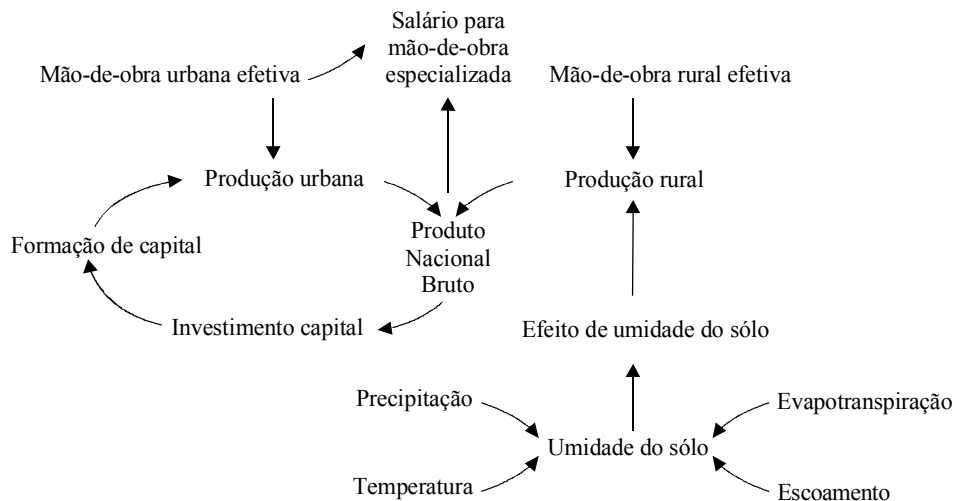 Salário para
mão-de-obra
especializada
Mão-de-obra urbana efetiva
Mão-de-obra rural efetiva
Produção urbana
Produção rural
Formação de capital
Produto
Nacional
Bruto
Investimento capital
Efeito de umidade do sólo
Precipitação
Evapotranspiração
Umidade do sólo
Temperatura
Escoamento